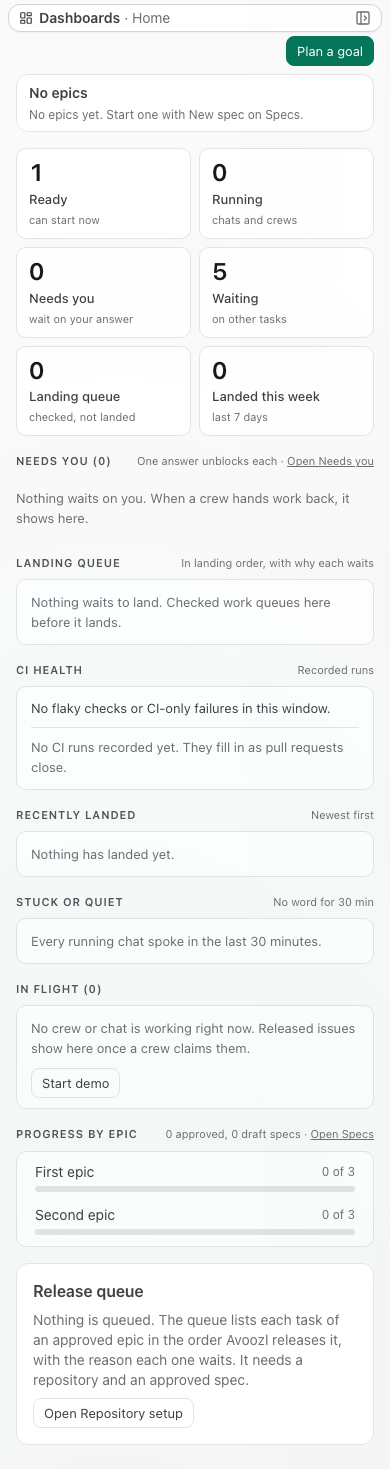 Dashboards · Home
Plan a goal
No epics
No epics yet. Start one with New spec on Specs.
1
Ready
can start now
0
Running
chats and crews
0
Needs you
wait on your answer
5
Waiting
on other tasks
0
Landing queue
checked, not landed
0
Landed this week
last 7 days
NEEDS YOU (0) One answer unblocks each · Open Needs you
Nothing waits on you. When a crew hands work back, it
shows here.
LANDING QUEUE In landing order, with why each waits
Nothing waits to land. Checked work queues here
before it lands.
CI HEALTH Recorded runs
No flaky checks or CI-only failures in this window.
No CI runs recorded yet. They fill in as pull requests
close.
RECENTLY LANDED Newest first
Nothing has landed yet.
STUCK OR QUIET No word for 30 min
Every running chat spoke in the last 30 minutes.
IN FLIGHT (0)
No crew or chat is working right now. Released issues
show here once a crew claims them.
Start demo
PROGRESS BY EPIC 0 approved, 0 draft specs · Open Specs
First epic 0 of 3
Second epic 0 of 3
Release queue
Nothing is queued. The queue lists each task of
an approved epic in the order Avoozl releases it,
with the reason each one waits. It needs a
repository and an approved spec.
Open Repository setup